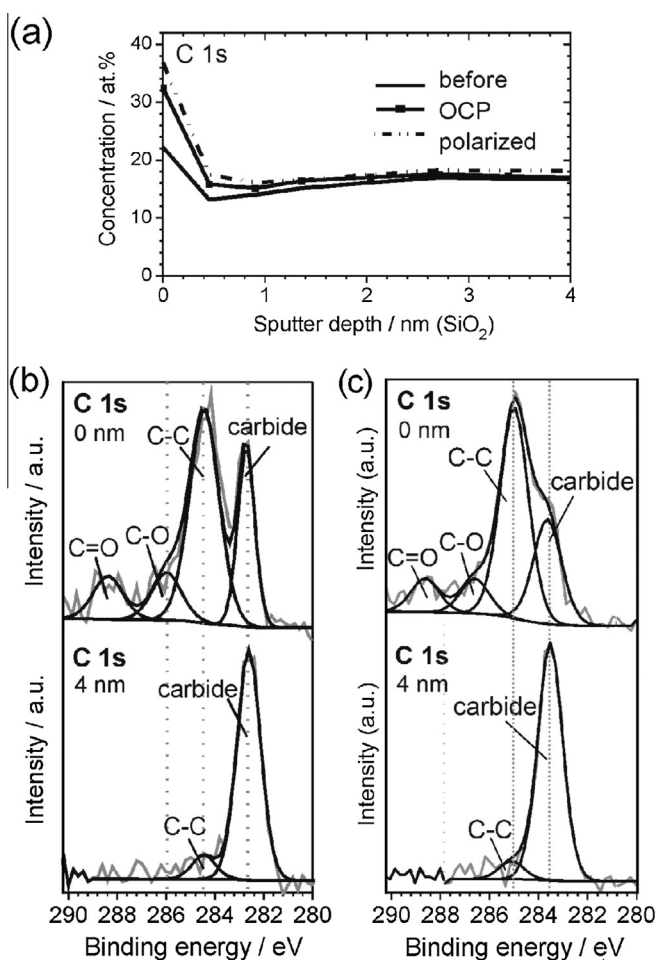 (a)
C 1s
before
OCP
polarized
Concentration / at.%
40
30
20
10
0
0 1 2 3 4
Sputter depth / nm (SiO₂)
(b)
C 1s
0 nm
C-C
carbide
C=O
C-O
Intensity / a.u.
C 1s
4 nm
carbide
C-C
Intensity / a.u.
290 288 286 284 282 280
Binding energy / eV
(c)
C 1s
0 nm
C-C
carbide
C=O
C-O
Intensity (a.u.)
C 1s
4 nm
carbide
C-C
Intensity (a.u.)
290 288 286 284 282 280
Binding energy / eV